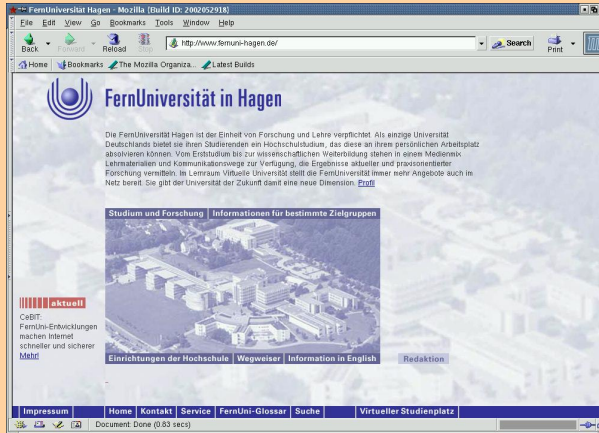 FernUniversität Hagen - Mozilla {Build ID: 2002052918}
File Edit View Go Bookmarks Tools Window Help
Back Forward Reload Stop http://www.fernuni-hagen.de/ Search Print
Home Bookmarks The Mozilla Organiza... Latest Builds
FernUniversität in Hagen
Die FernUniversität Hagen ist der Einheit von Forschung und Lehre verpflichtet. Als einzige Universität
Deutschlands bietet sie ihren Studierenden ein Hochschulstudium, das diese an ihrem persönlichen Arbeitsplatz
absolvieren können. Vom Erststudium bis zur wissenschaftlichen Weiterbildung stehen in einem Medienmix
Lehrmaterialien und Kommunikationswege zur Verfügung, die Ergebnisse aktueller und praxisorientierter
Forschung vermitteln. Im Lernraum Virtuelle Universität stellt die FernUniversität immer mehr Angebote auch im
Netz bereit. Sie gibt der Universität der Zukunft damit eine neue Dimension. Profil
Studium und Forschung Informationen für bestimmte Zielgruppen
aktuell
CeBIT:
FernUni-Entwicklungen
machen Internet
schneller und sicherer
Mehr!
Einrichtungen der Hochschule Wegweiser Information in English Redaktion
Impressum Home Kontakt Service FernUni-Glossar Suche Virtueller Studienplatz
Document: Done (0.83 secs)